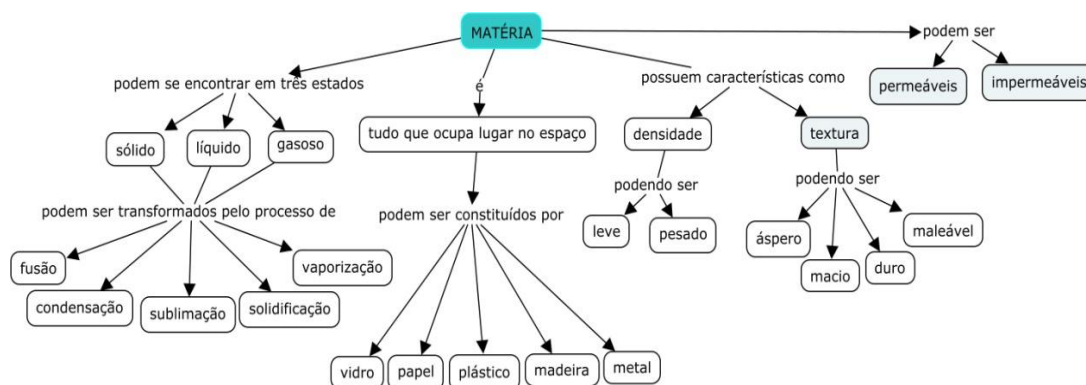 MATÉRIA
podem ser
permeáveis
impermeáveis
podem se encontrar em três estados
é
possuem características como
sólido
líquido
gasoso
tudo que ocupa lugar no espaço
densidade
textura
podem ser transformados pelo processo de
podem ser constituídos por
podendo ser
podendo ser
leve
pesado
áspero
macio
duro
maleável
fusão
condensação
sublimação
solidificação
vaporização
vidro
papel
plástico
madeira
metal